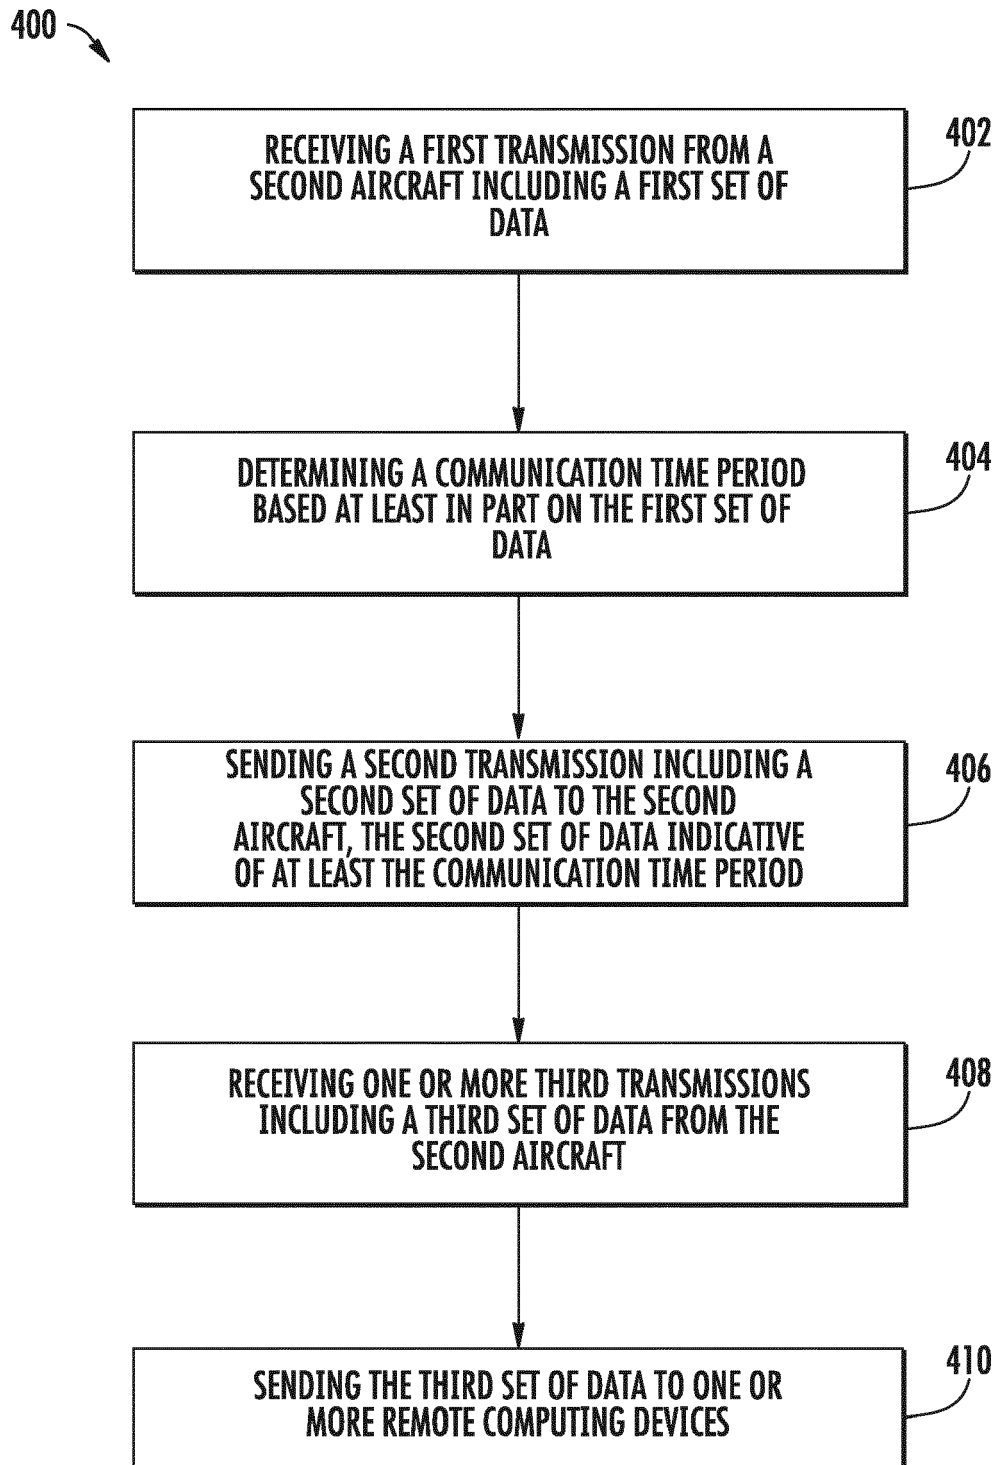 400
RECEIVING A FIRST TRANSMISSION FROM A
SECOND AIRCRAFT INCLUDING A FIRST SET OF
DATA
402
DETERMINING A COMMUNICATION TIME PERIOD
BASED AT LEAST IN PART ON THE FIRST SET OF
DATA
404
SENDING A SECOND TRANSMISSION INCLUDING A
SECOND SET OF DATA TO THE SECOND
AIRCRAFT, THE SECOND SET OF DATA INDICATIVE
OF AT LEAST THE COMMUNICATION TIME PERIOD
406
RECEIVING ONE OR MORE THIRD TRANSMISSIONS
INCLUDING A THIRD SET OF DATA FROM THE
SECOND AIRCRAFT
408
SENDING THE THIRD SET OF DATA TO ONE OR
MORE REMOTE COMPUTING DEVICES
410